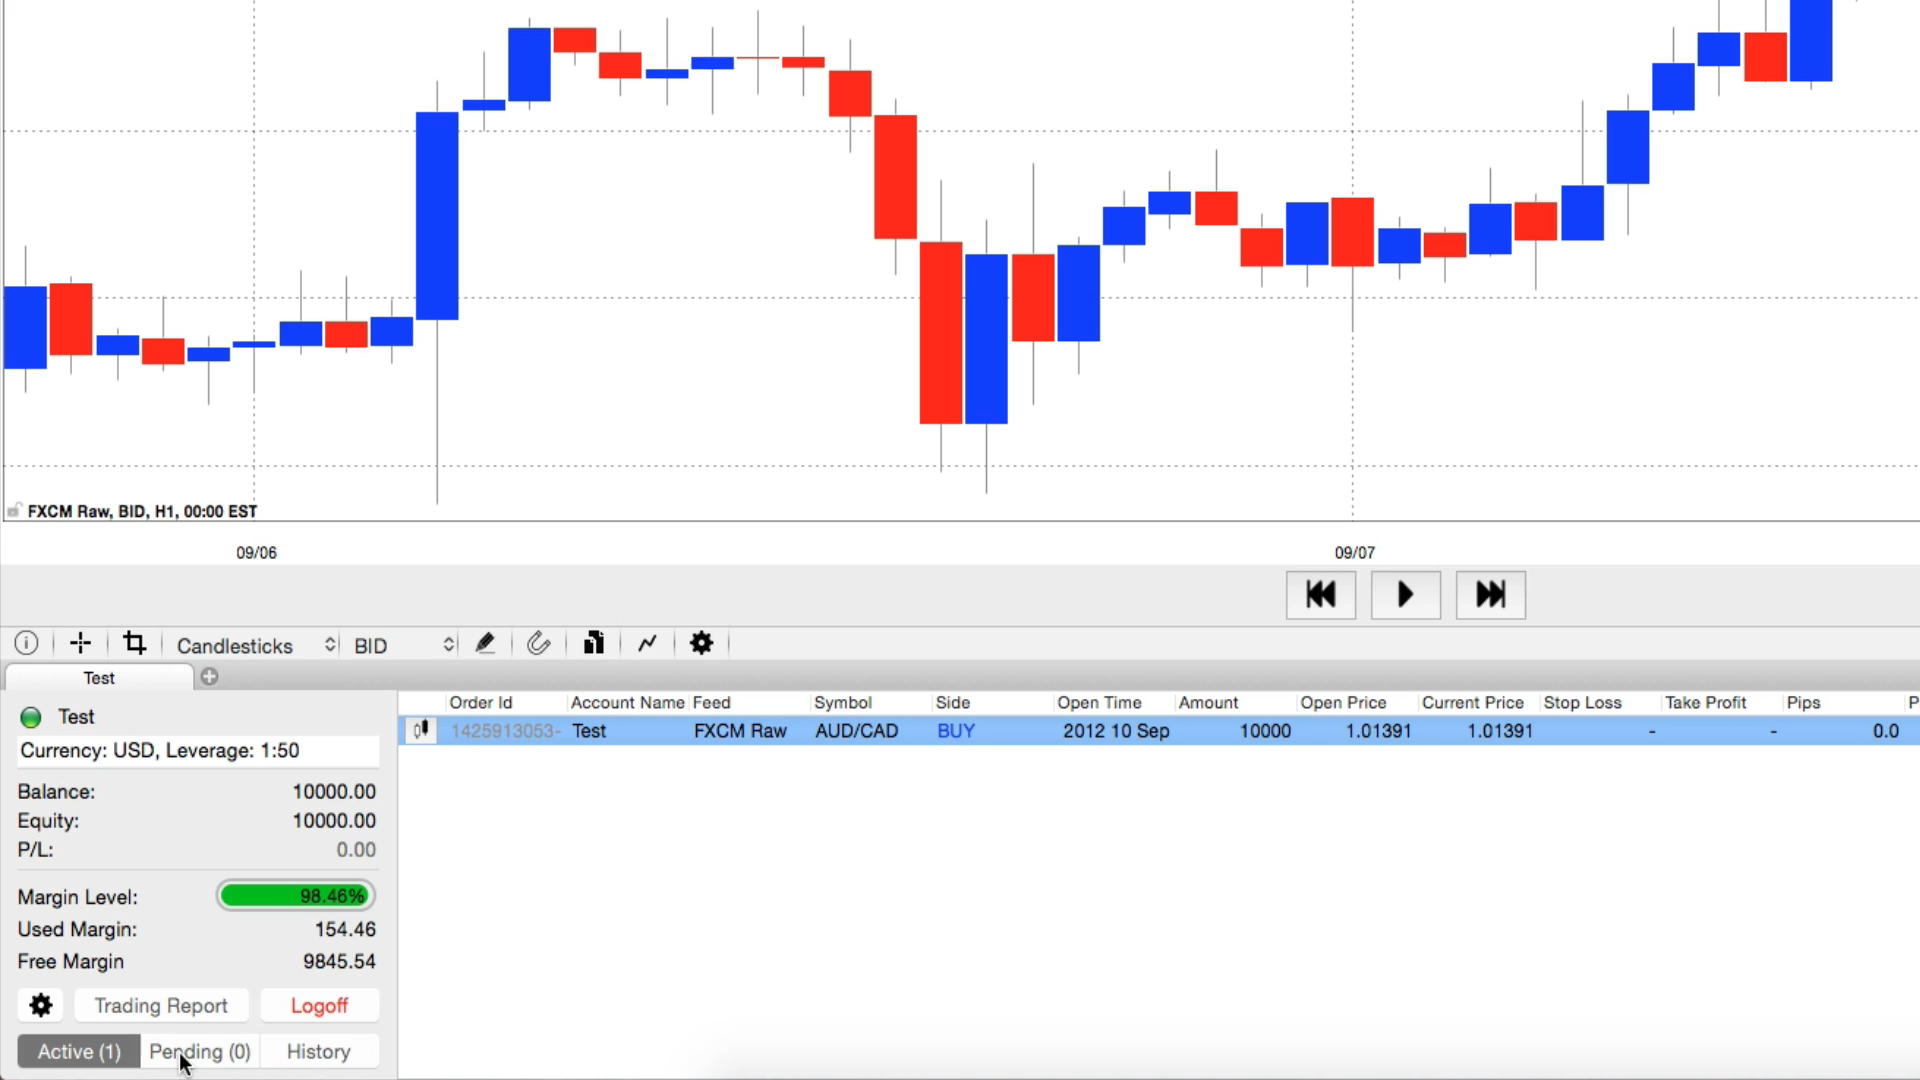 FXCM Raw, BID, H1, 00:00 EST
09/06 09/07
Candlesticks BID
Test
Test
Currency: USD, Leverage: 1:50
Balance: 10000.00
Equity: 10000.00
P/L: 0.00
Margin Level: 98.46%
Used Margin: 154.46
Free Margin 9845.54
Trading Report Logoff
Active (1) Pending (0) History
Order Id Account Name Feed Symbol Side Open Time Amount Open Price Current Price Stop Loss Take Profit Pips P
1425913053- Test FXCM Raw AUD/CAD BUY 2012 10 Sep 10000 1.01391 1.01391 - - 0.0